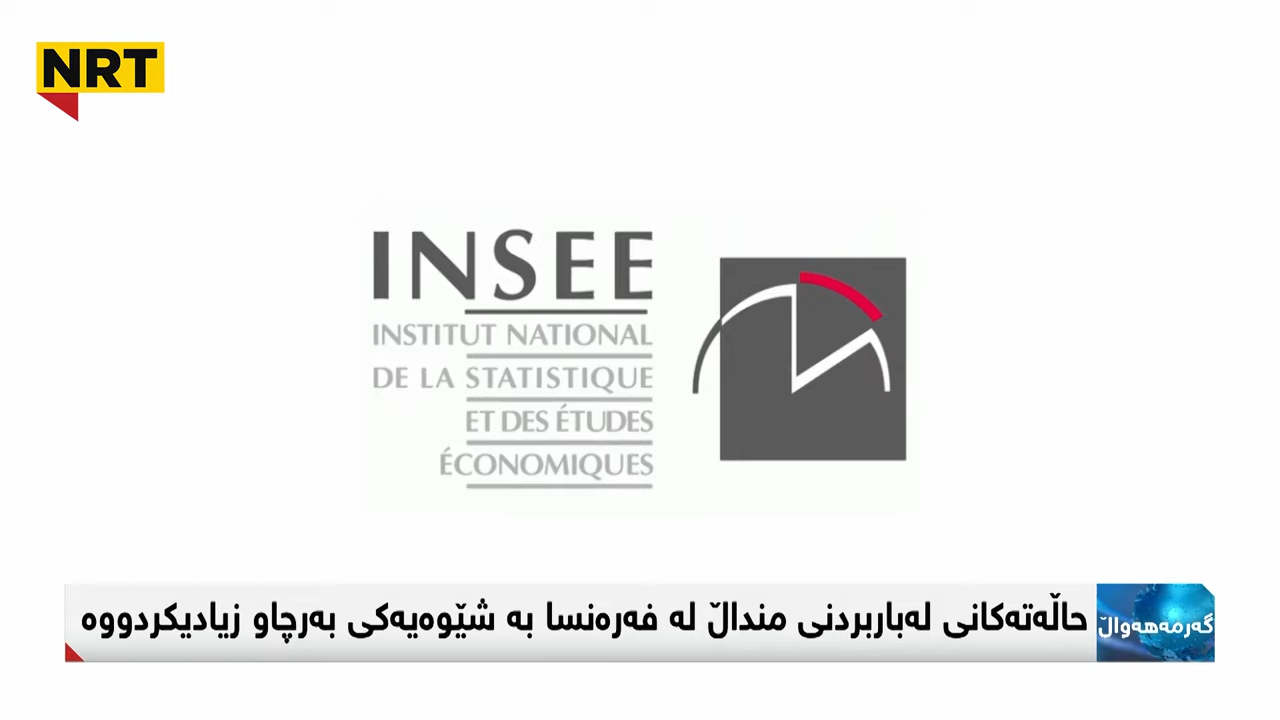 NRT
INSEE
INSTITUT NATIONAL
DE LA STATISTIQUE
ET DES ÉTUDES
ÉCONOMIQUES
گەرمەهەواڵ
حاڵەتەکانی لەباربردنی منداڵ لە فەرەنسا بە شێوەیەکی بەرچاو زیادیکردووە